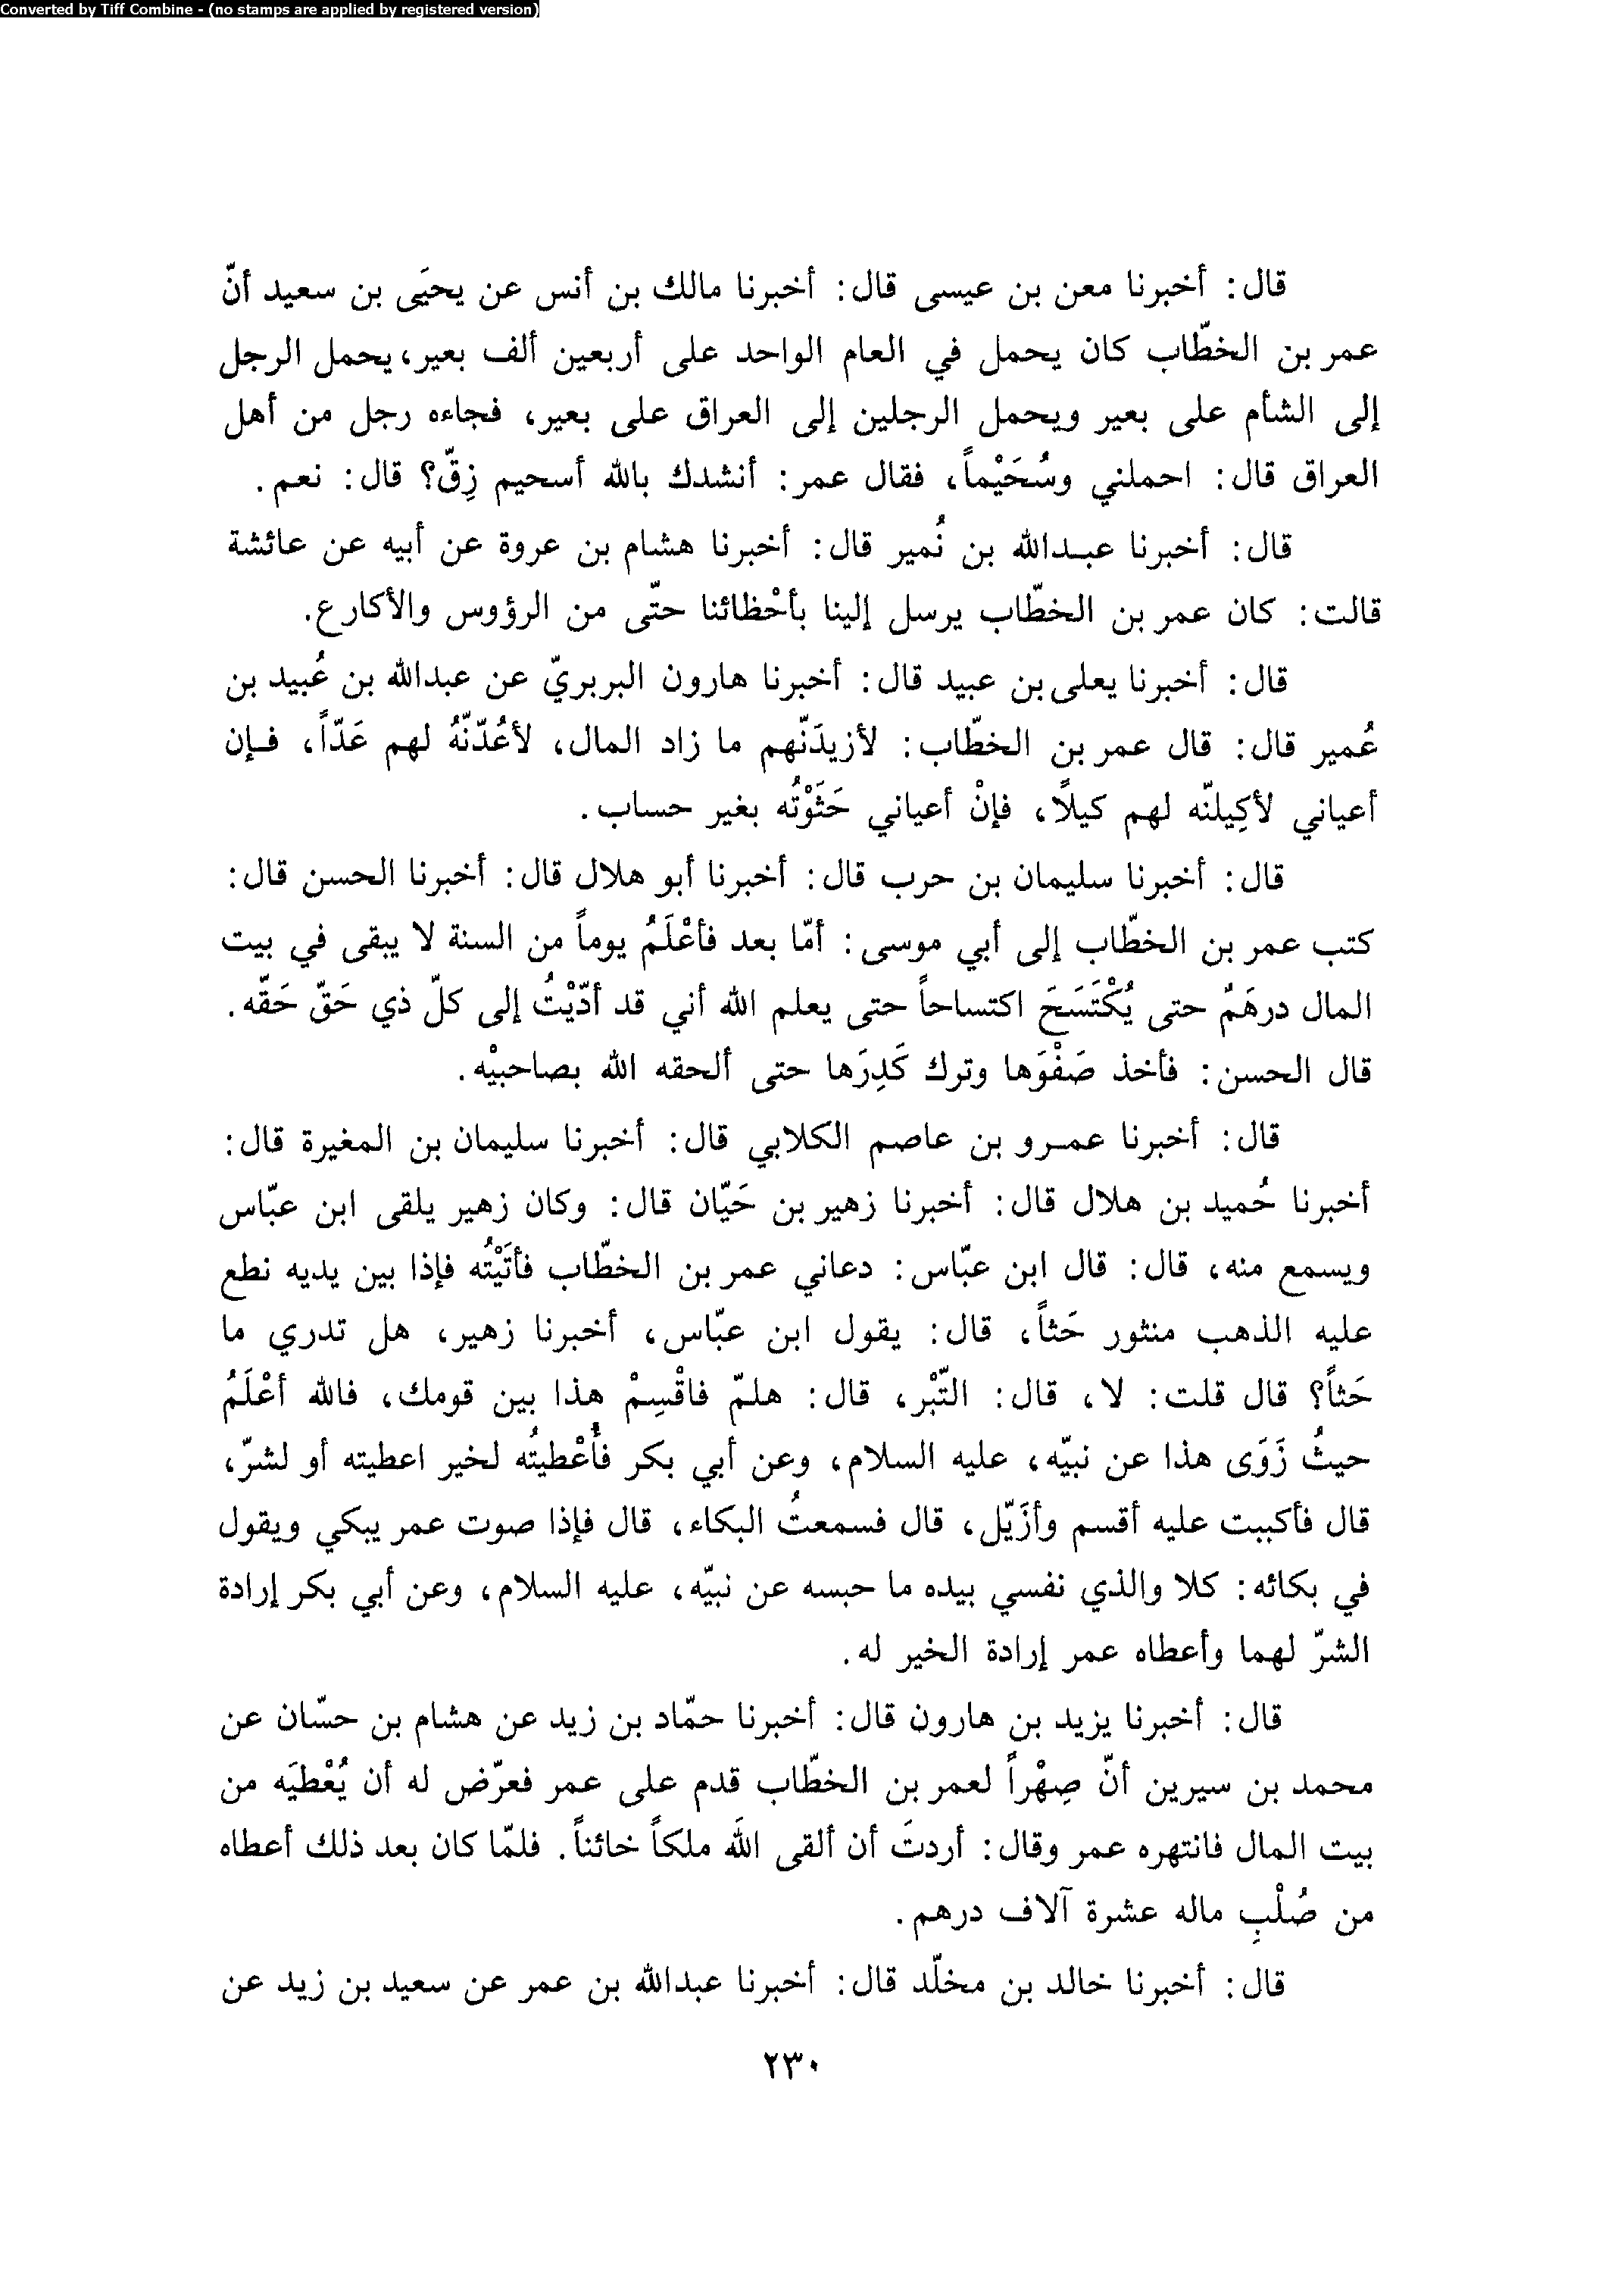 Converted by Tiff Combine - (no stamps are applied by registered version)
قال: أخبرنا معن بن عيسى قال: أخبرنا مالك بن أنس عن يحيَى بن سعيد أنّ
عمر بن الخطّاب كان يحمل في العام الواحد على أربعين ألف بعير، يحمل الرجل
إلى الشأم على بعير ويحمل الرجلين إلى العراق على بعير، فجاءه رجل من أهل
العراق قال: احملني وسُحَيْماً، فقال عمر: أنشدك بالله أسحيم زِقّ؟ قال: نعم.
قال: أخبرنا عبدالله بن نُمير قال: أخبرنا هشام بن عروة عن أبيه عن عائشة
قالت: كان عمر بن الخطّاب يرسل إلينا بأحْظائنا حتّى من الرؤوس والأكارع.
قال: أخبرنا يعلى بن عبيد قال: أخبرنا هارون البربريّ عن عبدالله بن عُبيد بن
عُمير قال: قال عمر بن الخطّاب: لأزيدَنّهم ما زاد المال، لأعُدّنّهُ لهم عَدّاً، فإن
أعياني لأكِيلنّه لهم كيلاً، فإنْ أعياني حَثَوْتُه بغير حساب.
قال: أخبرنا سليمان بن حرب قال: أخبرنا أبو هلال قال: أخبرنا الحسن قال:
كتب عمر بن الخطّاب إلى أبي موسى: أمّا بعد فأعْلَمُ يوماً من السنة لا يبقى في بيت
المال درهَمٌ حتى يُكْتَسَحَ اكتساحاً حتى يعلم الله أني قد أدّيْتُ إلى كلّ ذي حَقّ حَقّه.
قال الحسن: فأخذ صَفْوَها وترك كَدِرَها حتى ألحقه الله بصاحبيْه.
قال: أخبرنا عمرو بن عاصم الكلابي قال: أخبرنا سليمان بن المغيرة قال:
أخبرنا حُميد بن هلال قال: أخبرنا زهير بن حَيّان قال: وكان زهير يلقى ابن عبّاس
ويسمع منه، قال: قال ابن عبّاس: دعاني عمر بن الخطّاب فأتَيْتُه فإذا بين يديه نطع
عليه الذهب منثور حَثاً، قال: يقول ابن عبّاس، أخبرنا زهير، هل تدري ما
حَثاً؟ قال قلت: لا، قال: التّبْر، قال: هلمّ فاقْسِمْ هذا بين قومك، فالله أعْلَمُ
حيثُ زَوَى هذا عن نبيّه، عليه السلام، وعن أبي بكر فأُعْطيتُه لخير اعطيته أو لشرّ،
قال فأكببت عليه أقسم وأزَيّل، قال فسمعتُ البكاء، قال فإذا صوت عمر يبكي ويقول
في بكائه: كلا والذي نفسي بيده ما حبسه عن نبيّه، عليه السلام، وعن أبي بكر إرادة
الشرّ لهما وأعطاه عمر إرادة الخير له.
قال: أخبرنا يزيد بن هارون قال: أخبرنا حمّاد بن زيد عن هشام بن حسّان عن
محمد بن سيرين أنّ صِهْراً لعمر بن الخطّاب قدم على عمر فعرّض له أن يُعْطيَه من
بيت المال فانتهره عمر وقال: أردتَ أن ألقى اللهَ ملكاً خائناً. فلمّا كان بعد ذلك أعطاه
من صُلْبِ ماله عشرة آلاف درهم.
قال: أخبرنا خالد بن مخلّد قال: أخبرنا عبدالله بن عمر عن سعيد بن زيد عن
٢٣٠